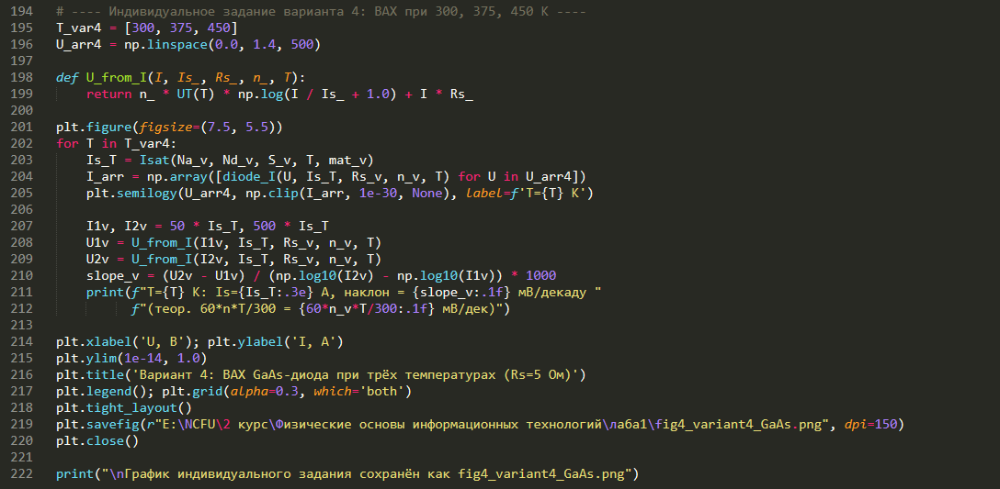 194 # ---- Индивидуальное задание варианта 4: ВАХ при 300, 375, 450 К ----
195 T_var4 = [300, 375, 450]
196 U_arr4 = np.linspace(0.0, 1.4, 500)
197
198 def U_from_I(I, Is_, Rs_, n_, T):
199     return n_ * UT(T) * np.log(I / Is_ + 1.0) + I * Rs_
200
201 plt.figure(figsize=(7.5, 5.5))
202 for T in T_var4:
203     Is_T = Isat(Na_v, Nd_v, S_v, T, mat_v)
204     I_arr = np.array([diode_I(U, Is_T, Rs_v, n_v, T) for U in U_arr4])
205     plt.semilogy(U_arr4, np.clip(I_arr, 1e-30, None), label=f'T={T} К')
206
207     I1v, I2v = 50 * Is_T, 500 * Is_T
208     U1v = U_from_I(I1v, Is_T, Rs_v, n_v, T)
209     U2v = U_from_I(I2v, Is_T, Rs_v, n_v, T)
210     slope_v = (U2v - U1v) / (np.log10(I2v) - np.log10(I1v)) * 1000
211     print(f"T={T} К: Is={Is_T:.3e} А, наклон = {slope_v:.1f} мВ/декаду "
212           f"(теор. 60*n*T/300 = {60*n_v*T/300:.1f} мВ/дек)")
213
214 plt.xlabel('U, В'); plt.ylabel('I, А')
215 plt.ylim(1e-14, 1.0)
216 plt.title('Вариант 4: ВАХ GaAs-диода при трёх температурах (Rs=5 Ом)')
217 plt.legend(); plt.grid(alpha=0.3, which='both')
218 plt.tight_layout()
219 plt.savefig(r"E:\NCFU\2 курс\Физические основы информационных технологий\лаба1\fig4_variant4_GaAs.png", dpi=150)
220 plt.close()
221
222 print("\nГрафик индивидуального задания сохранён как fig4_variant4_GaAs.png")